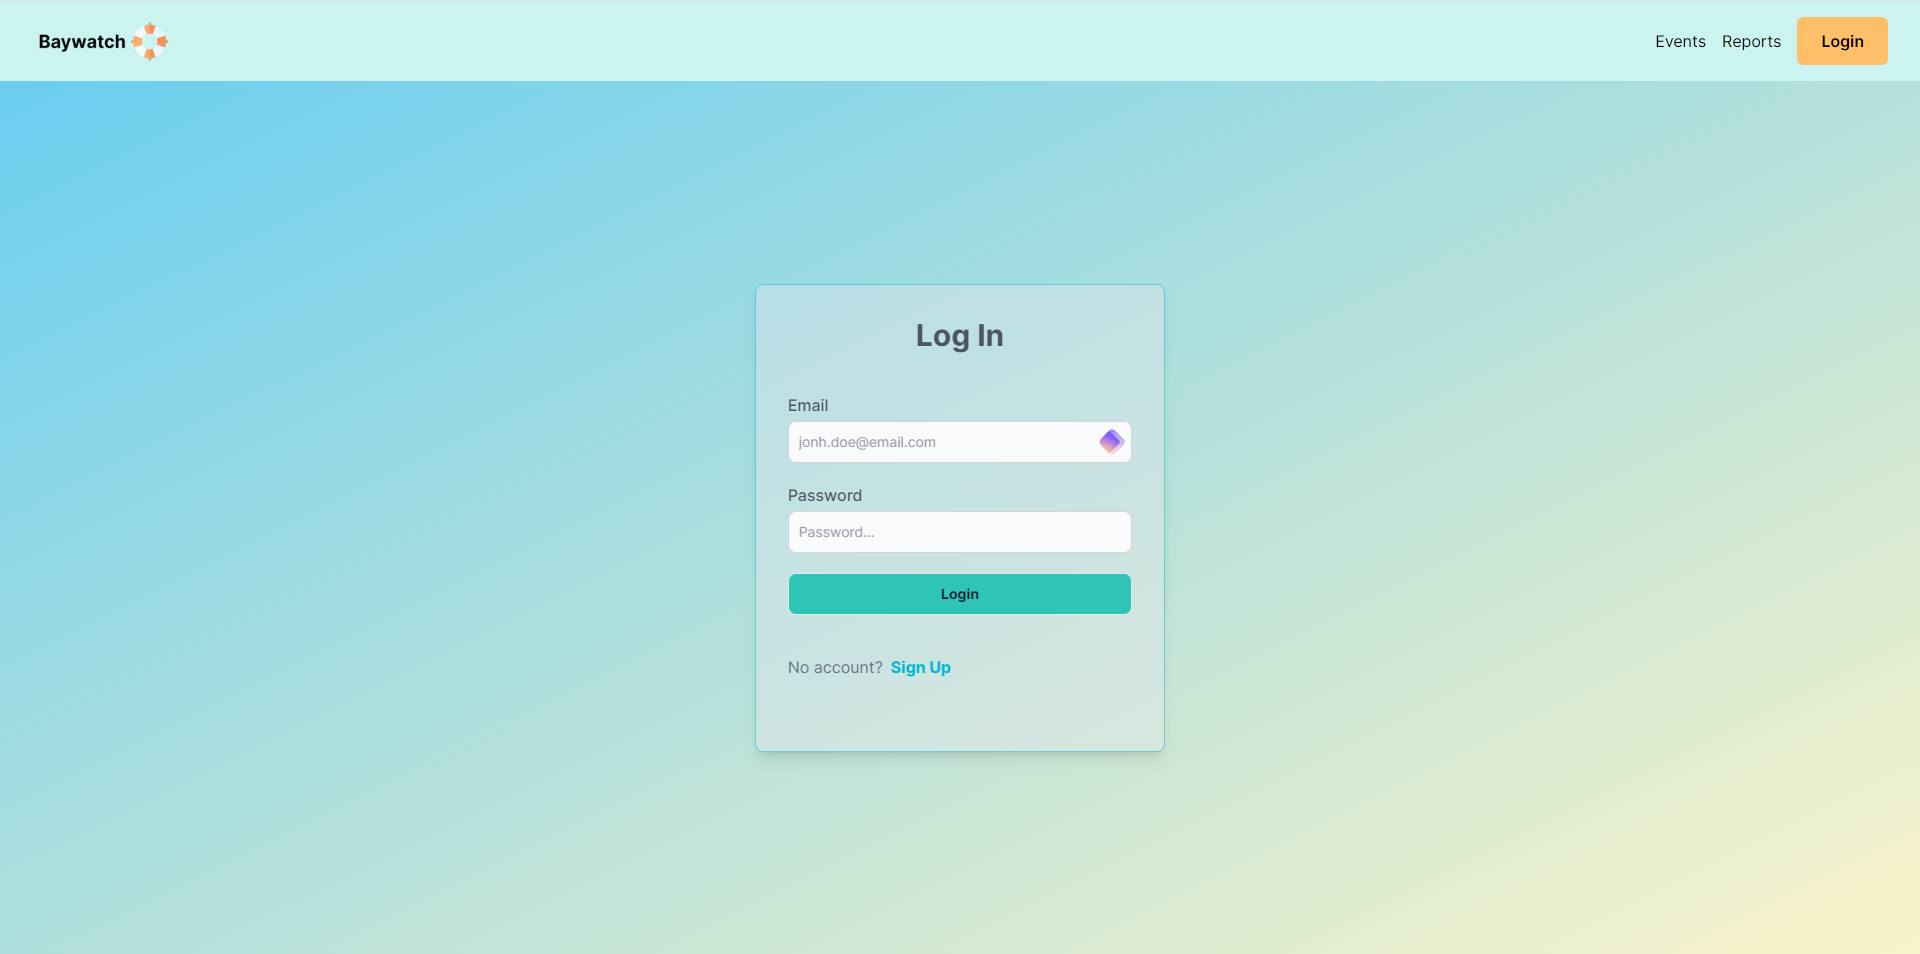 Baywatch
Events Reports Login
Log In
Email
jonh.doe@email.com
Password
Password...
Login
No account? Sign Up